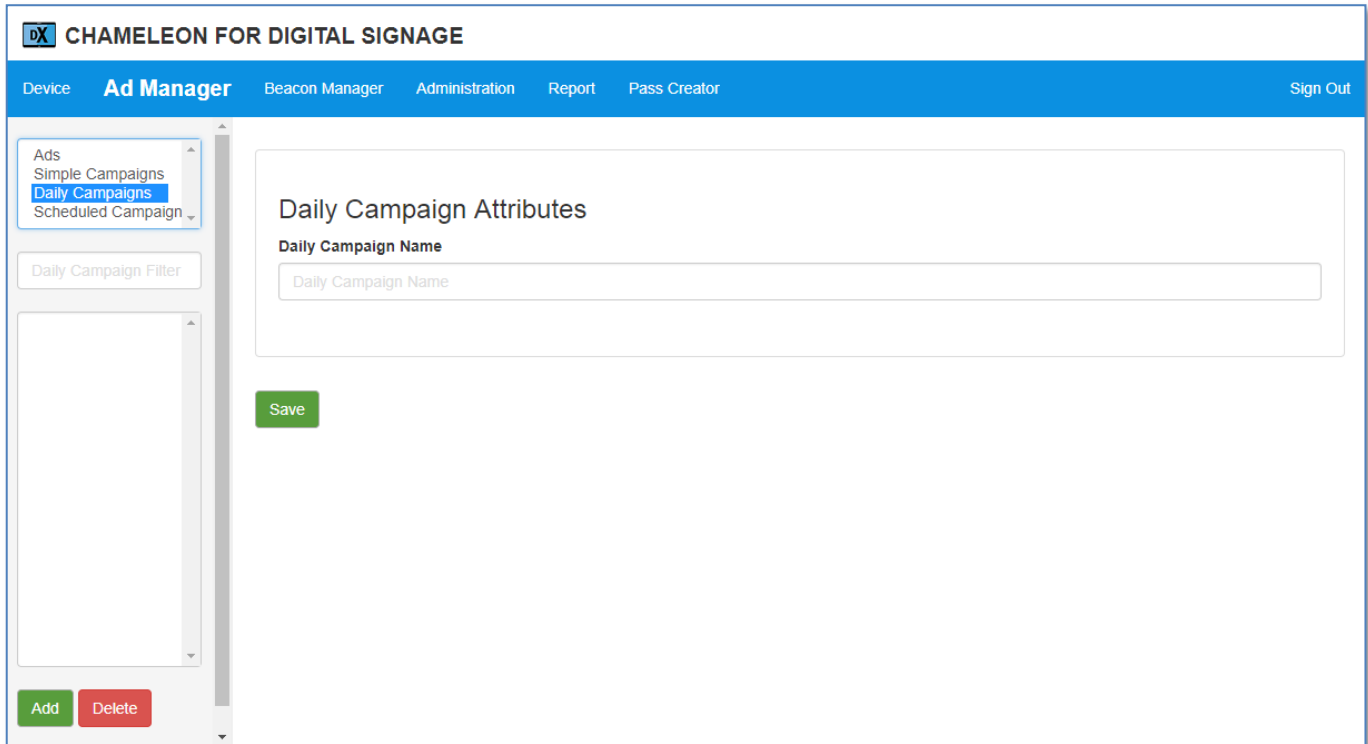 DX CHAMELEON FOR DIGITAL SIGNAGE
Device Ad Manager Beacon Manager Administration Report Pass Creator Sign Out
Ads
Simple Campaigns
Daily Campaigns
Scheduled Campaign
Daily Campaign Filter
Add Delete
Daily Campaign Attributes
Daily Campaign Name
Daily Campaign Name
Save